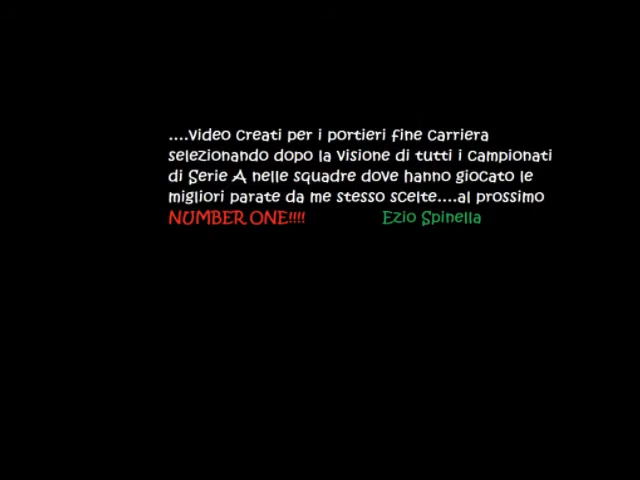 ....Video creati per i portieri fine carriera
selezionando dopo la visione di tutti i campionati
di Serie A nelle squadre dove hanno giocato le
migliori parate da me stesso scelte....al prossimo
NUMBER ONE!!!! Ezio Spinella